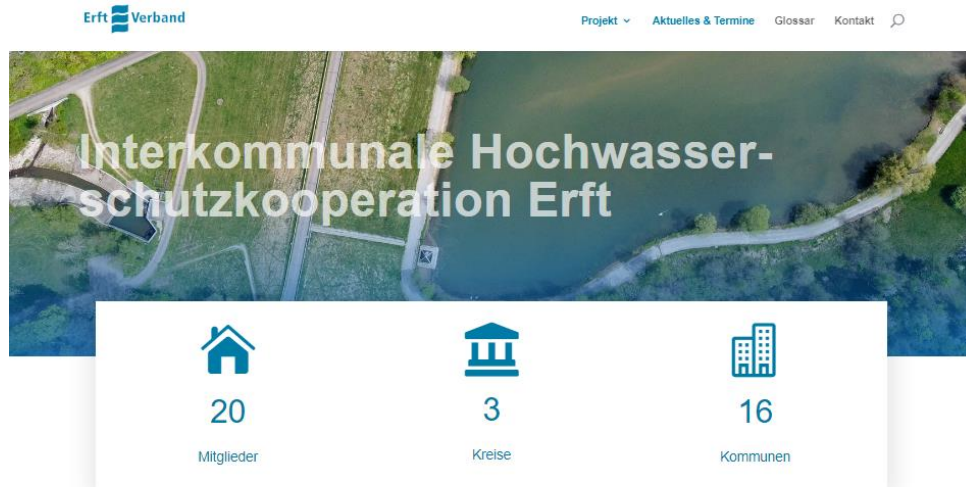 Erft Verband
Projekt Aktuelles & Termine Glossar Kontakt
Interkommunale Hochwasser-
schutzkooperation Erft
20 3 16
Mitglieder Kreise Kommunen